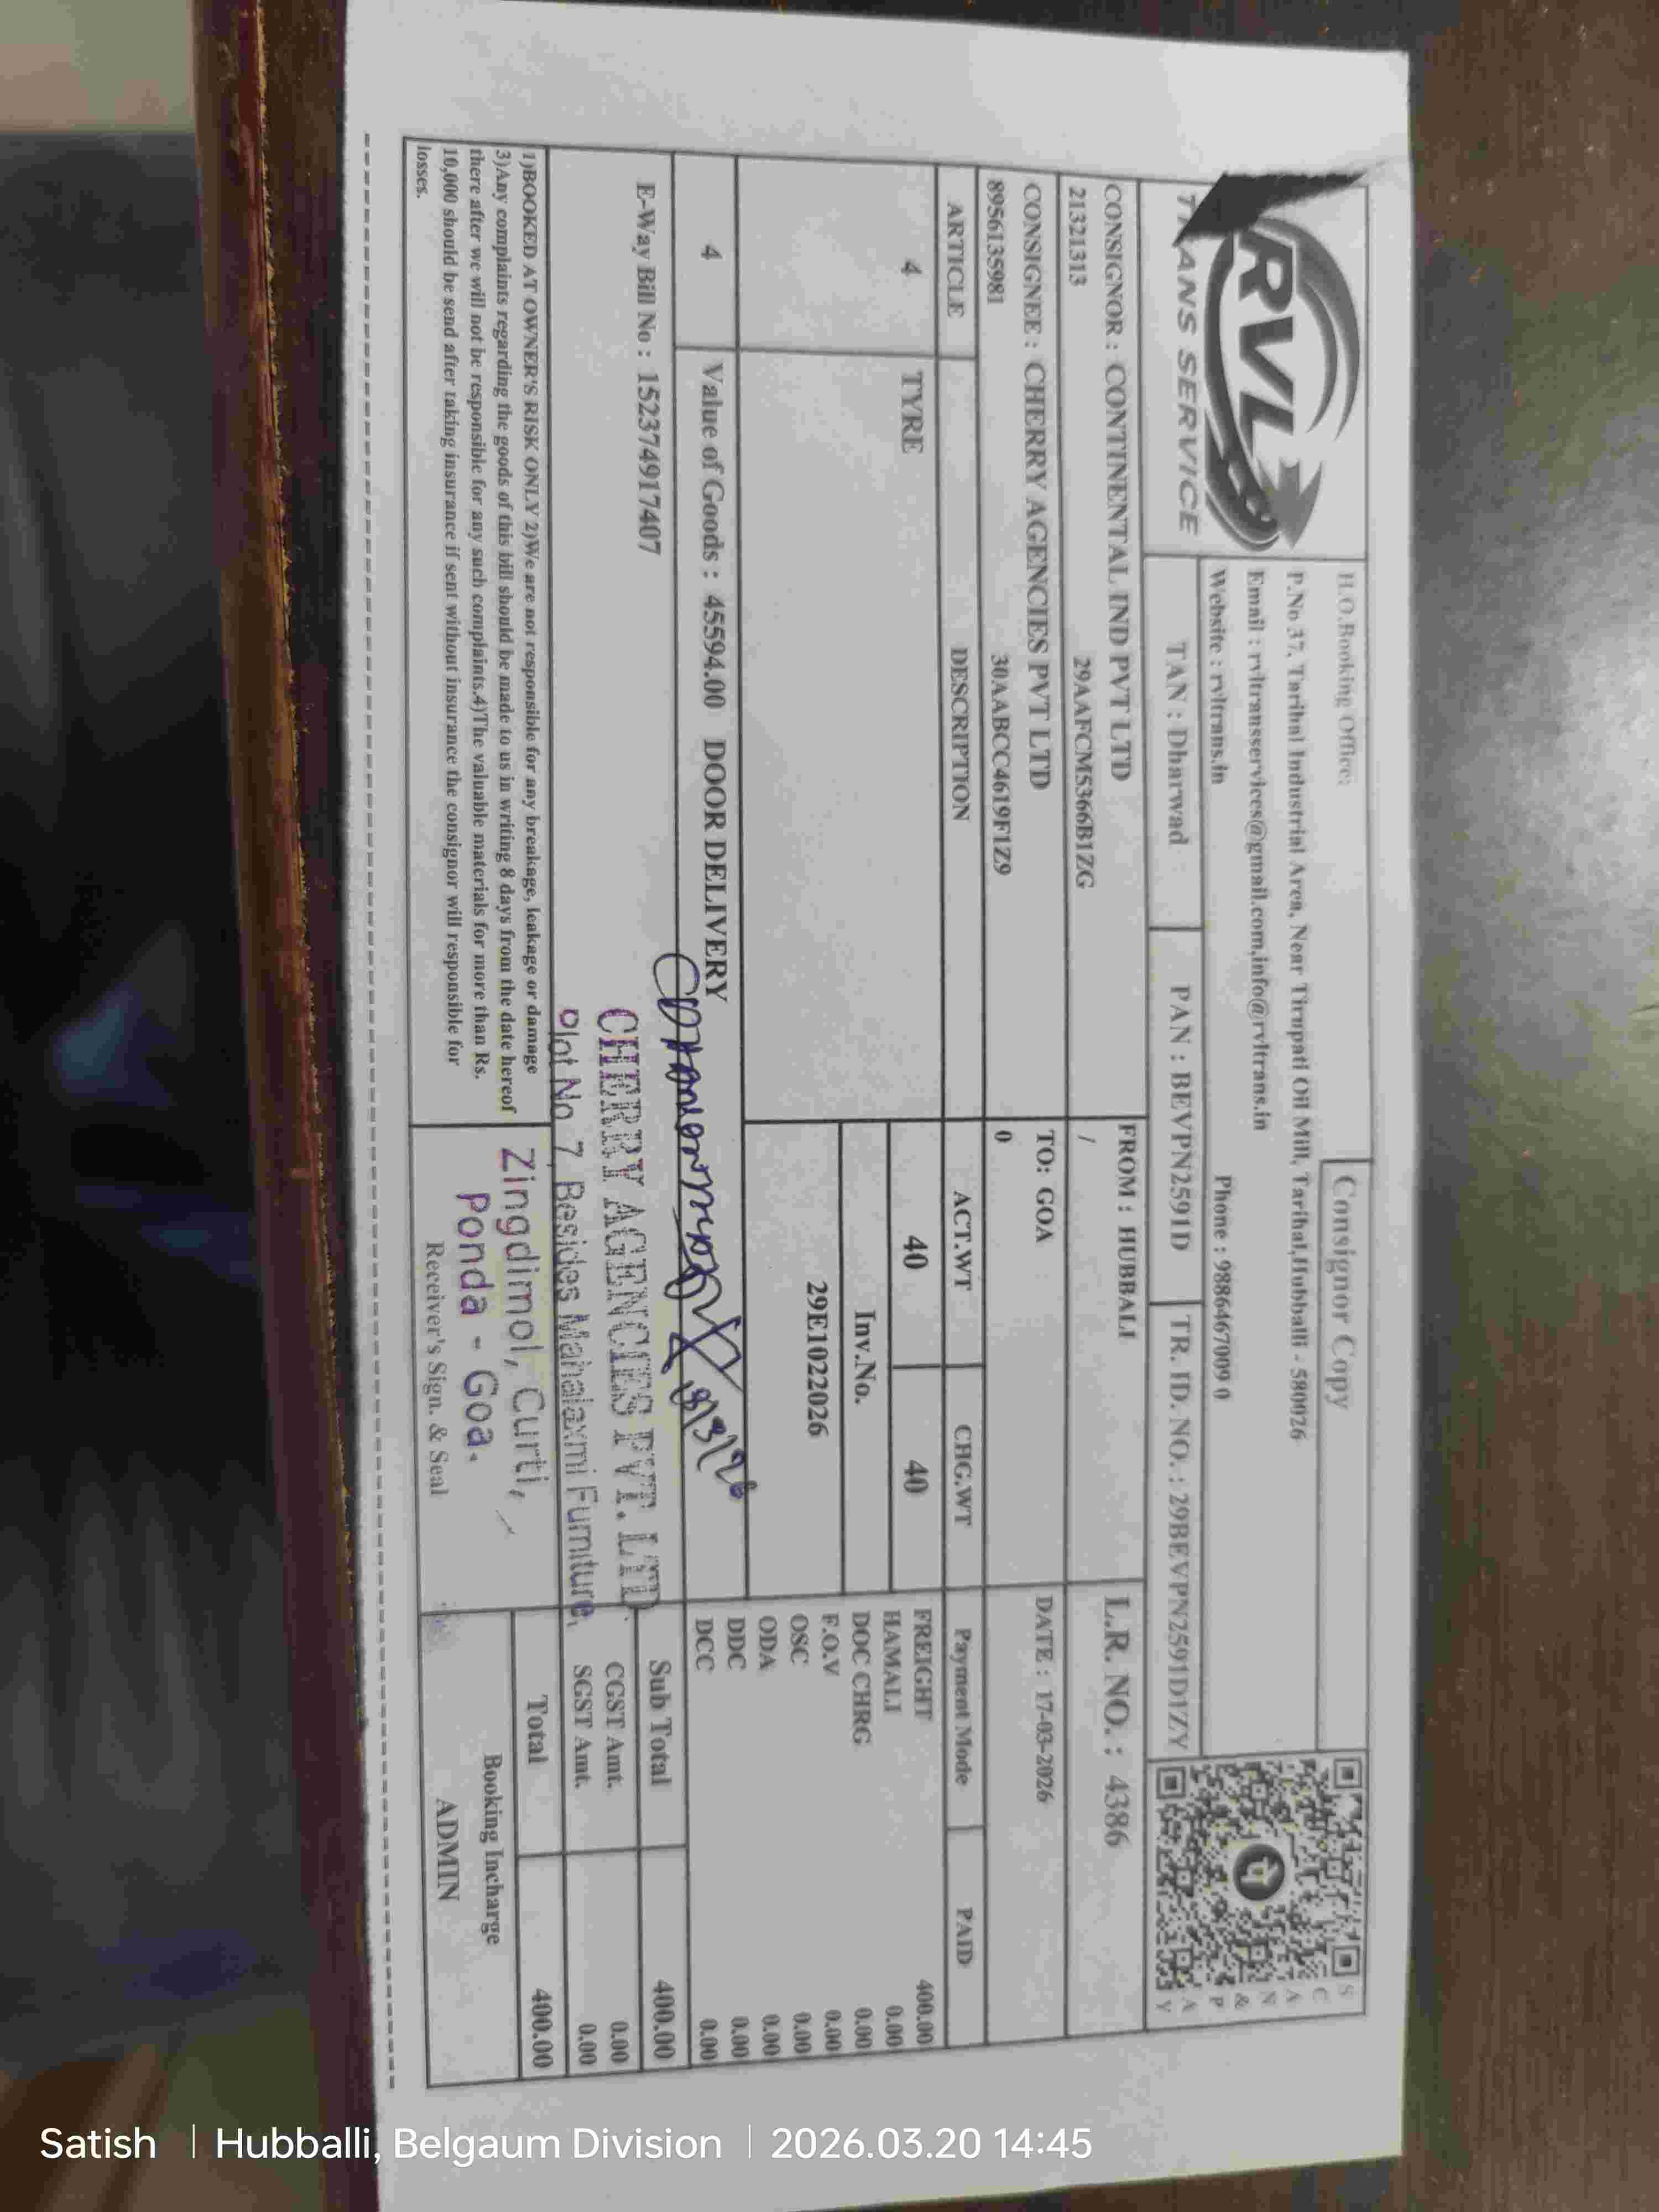 RVL
TRANS SERVICE
H.O.Booking Office:
Consignor Copy
P.No 37, Tarihal Industrial Area, Near Tirupati Oil Mill, Tarihal,Hubballi - 580026
Email : rvltransservices@gmail.com,info@rvltrans.in
Website : rvltrans.in Phone : 9886467009 0
SCAN & PAY
TAN : Dharwad PAN : BEVPN2591D TR. ID. NO. : 29BEVPN2591D1ZY
CONSIGNOR : CONTINENTAL IND PVT LTD FROM : HUBBALI L.R. NO. : 4386
21321313 29AAFCM5366B1ZG /
CONSIGNEE : CHERRY AGENCIES PVT LTD TO: GOA DATE : 17-03-2026
8956135981 30AABCC4619F1Z9 0
ARTICLE DESCRIPTION ACT.WT CHG.WT Payment Mode PAID
4 TYRE 40 40 FREIGHT 400.00
HAMALI 0.00
Inv.No. DOC CHRG 0.00
29E1022026 F.O.V 0.00
OSC 0.00
ODA 0.00
DDC 0.00
4 Value of Goods : 45594.00 DOOR DELIVERY DCC 0.00
E-Way Bill No : 152374917407 Sub Total 400.00
CGST Amt. 0.00
SGST Amt. 0.00
CHERRY AGENCIES PVT. LTD.
Plot No 7 Besides Mahalaxmi Furniture,
Zingdimol, Curti,
Ponda - Goa.
Total 400.00
1)BOOKED AT OWNER'S RISK ONLY 2)We are not responsible for any breakage, leakage or damage
3)Any complaints regarding the goods of this bill should be made to us in writing 8 days from the date hereof
there after we will not be responsible for any such complaints.4)The valuable materials for more than Rs.
10,000 should be send after taking insurance if sent without insurance the consignor will responsible for
losses.
Receiver's Sign. & Seal
Booking Incharge
ADMIN
Satish | Hubballi, Belgaum Division | 2026.03.20 14:45